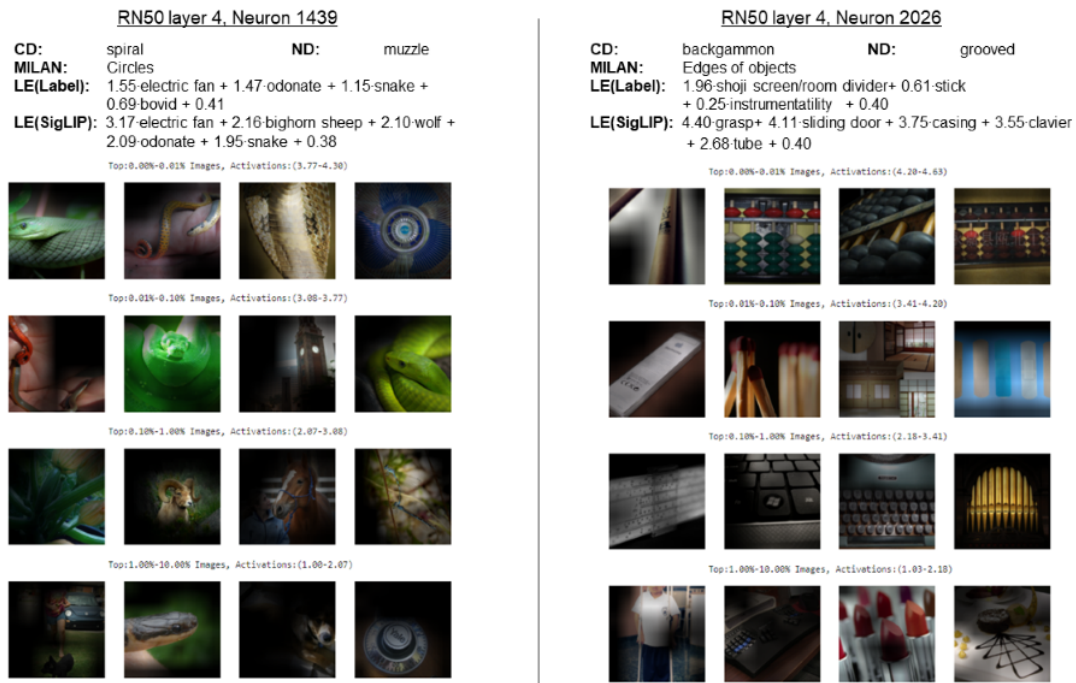 RN50 layer 4, Neuron 1439
CD: spiral ND: muzzle
MILAN: Circles
LE(Label): 1.55·electric fan + 1.47·odonate + 1.15·snake +
0.69·bovid + 0.41
LE(SigLIP): 3.17·electric fan + 2.16·bighorn sheep + 2.10·wolf +
2.09·odonate + 1.95·snake + 0.38
Top:0.00%-0.01% Images, Activations:(3.77-4.30)
Top:0.01%-0.10% Images, Activations:(3.08-3.77)
Top:0.10%-1.00% Images, Activations:(2.07-3.08)
Top:1.00%-10.00% Images, Activations:(1.00-2.07)
RN50 layer 4, Neuron 2026
CD: backgammon ND: grooved
MILAN: Edges of objects
LE(Label): 1.96·shoji screen/room divider+ 0.61·stick
+ 0.25·instrumentatility + 0.40
LE(SigLIP): 4.40·grasp+ 4.11·sliding door + 3.75·casing + 3.55·clavier
+ 2.68·tube + 0.40
Top:0.00%-0.01% Images, Activations:(4.20-4.63)
Top:0.01%-0.10% Images, Activations:(3.41-4.20)
Top:0.10%-1.00% Images, Activations:(2.18-3.41)
Top:1.00%-10.00% Images, Activations:(1.03-2.18)